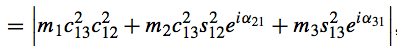 = |m₁c²₁₃c²₁₂ + m₂c²₁₃s²₁₂e^{iα₂₁} + m₃s²₁₃e^{iα₃₁}|,